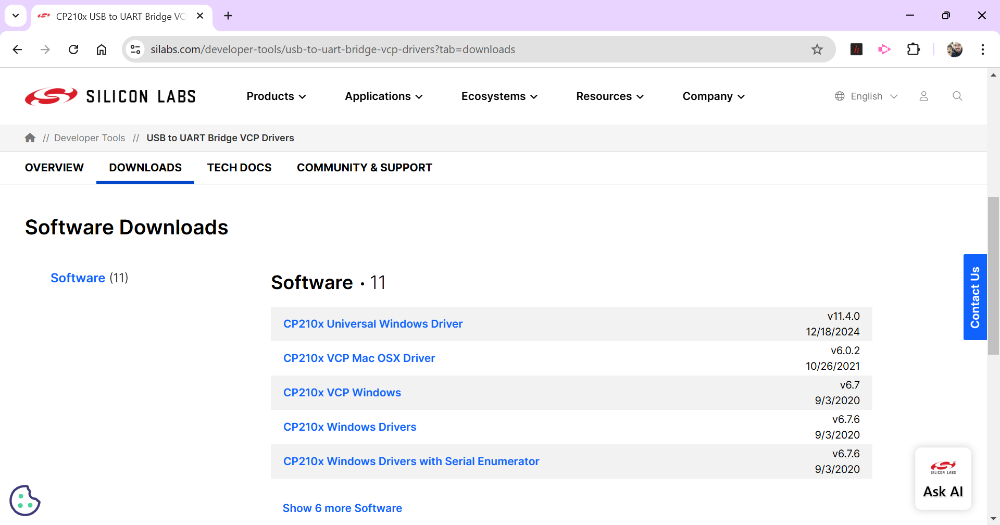 CP210x USB to UART Bridge VC
silabs.com/developer-tools/usb-to-uart-bridge-vcp-drivers?tab=downloads
h
SILICON LABS
Products
Applications
Ecosystems
Resources
Company
English
// Developer Tools // USB to UART Bridge VCP Drivers
OVERVIEW
DOWNLOADS
TECH DOCS
COMMUNITY & SUPPORT
Software Downloads
Software (11)
Software · 11
CP210x Universal Windows Driver
v11.4.0
12/18/2024
CP210x VCP Mac OSX Driver
v6.0.2
10/26/2021
CP210x VCP Windows
v6.7
9/3/2020
CP210x Windows Drivers
v6.7.6
9/3/2020
CP210x Windows Drivers with Serial Enumerator
v6.7.6
9/3/2020
Show 6 more Software
Contact Us
SILICON LABS
Ask AI